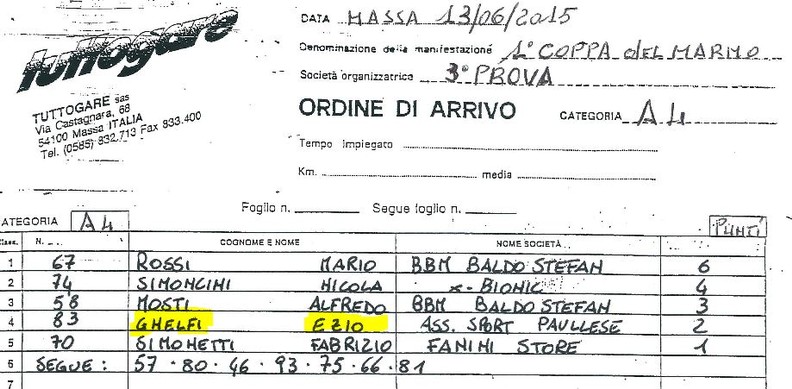 tuttogare
TUTTOGARE sas
Via Castagnara, 68
54100 Massa ITALIA
Tel. (0585) 832.713 Fax 833.400
DATA MASSA 13/06/2015
Denominazione della manifestazione 1° COPPA del MARMO
Società organizzatrice 3° PROVA
ORDINE DI ARRIVO CATEGORIA A4
Tempo impiegato
Km. media
Foglio n. Segue foglio n.
CATEGORIA A4 PUNTI
Class. N. COGNOME E NOME NOME SOCIETÀ
1 67 ROSSI MARIO BBM BALDO STEFAN 6
2 74 SIMONCINI NICOLA x-BIONIC 4
3 58 MOSTI ALFREDO BBM BALDO STEFAN 3
4 83 GHELFI EZIO ASS. SPORT PAULLESE 2
5 70 SIMONETTI FABRIZIO FANINI STORE 1
6 SEGUE: 57 · 80 · 46 · 93 · 75 · 66 · 81
7